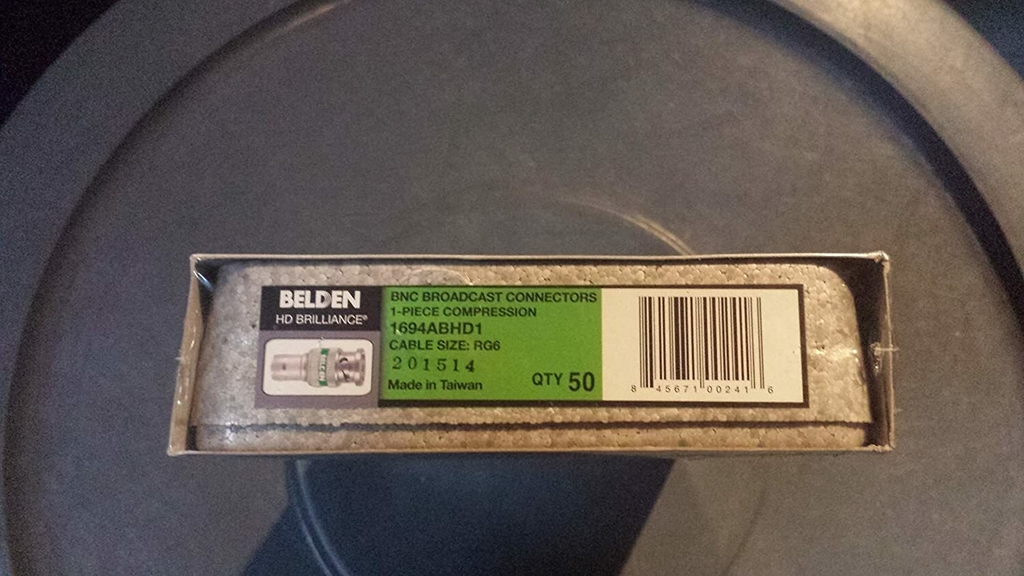 BELDEN
HD BRILLIANCE®
BNC BROADCAST CONNECTORS
1-PIECE COMPRESSION
1694ABHD1
CABLE SIZE: RG6
201514
Made in Taiwan
QTY 50
8 45671 00241 6